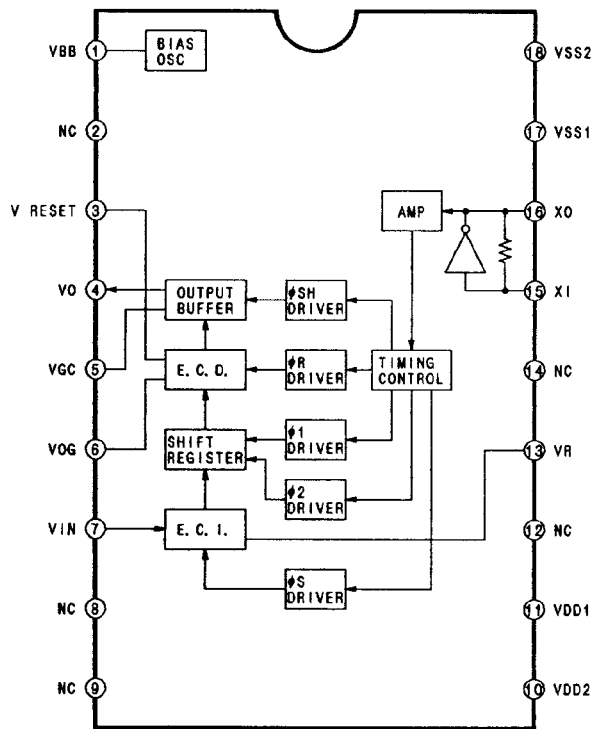 VBB 1 BIAS OSC 18 VSS2
NC 2 17 VSS1
V RESET 3 AMP 16 XO
VO 4 OUTPUT BUFFER φSH DRIVER 15 XI
VGC 5 E. C. D. φR DRIVER TIMING CONTROL 14 NC
VOG 6 SHIFT REGISTER φ1 DRIVER 13 VR
φ2 DRIVER
VIN 7 E. C. I. 12 NC
NC 8 φS DRIVER 11 VDD1
NC 9 10 VDD2